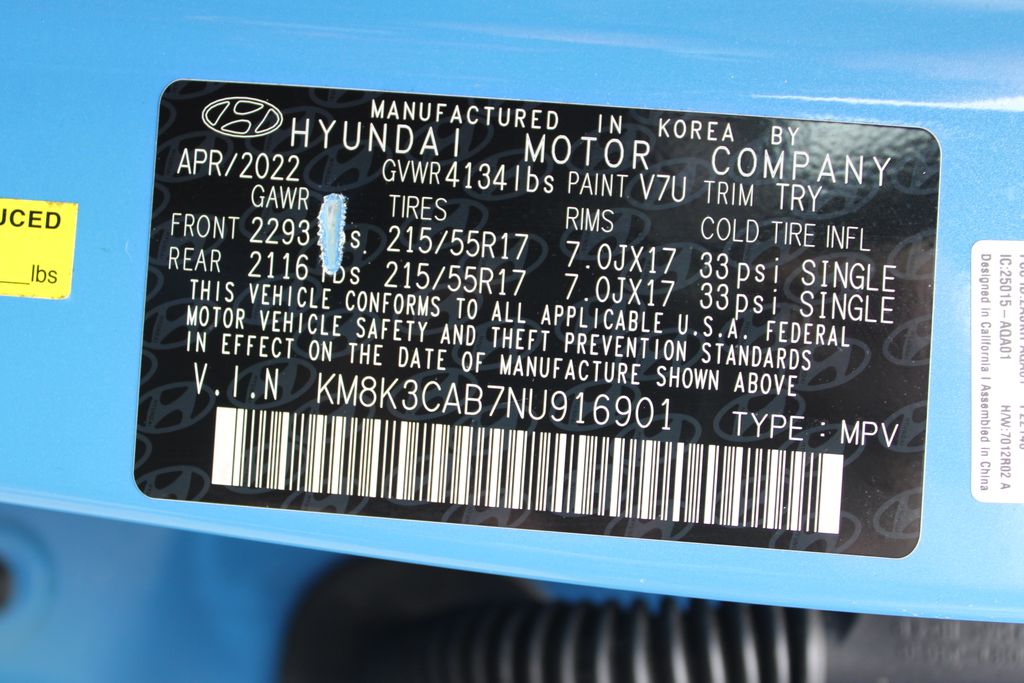 MANUFACTURED IN KOREA BY
HYUNDAI MOTOR COMPANY
APR/2022 GVWR 4134lbs PAINT V7U TRIM TRY
GAWR TIRES RIMS COLD TIRE INFL
FRONT 2293 s. 215/55R17 7.0JX17 33psi SINGLE
REAR 2116 lbs 215/55R17 7.0JX17 33psi SINGLE
THIS VEHICLE CONFORMS TO ALL APPLICABLE U.S.A. FEDERAL
MOTOR VEHICLE SAFETY AND THEFT PREVENTION STANDARDS
IN EFFECT ON THE DATE OF MANUFACTURE SHOWN ABOVE
V.I.N KM8K3CAB7NU916901 TYPE : MPV
UCED
lbs
IC:25015-AQAA01 H/W:7012R02 A
Designed in California | Assembled in China